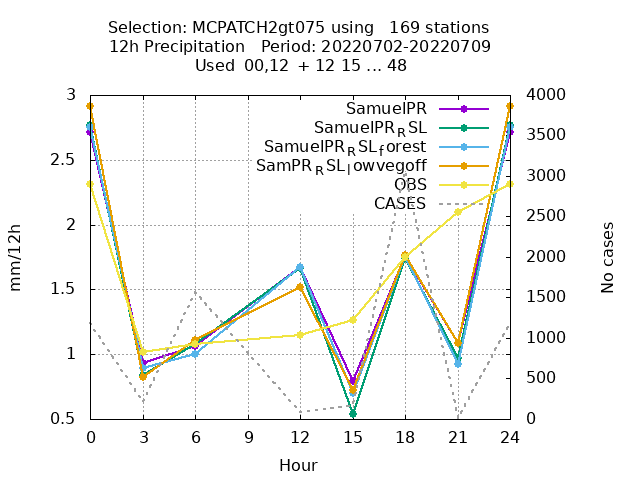 Selection: MCPATCH2gt075 using 169 stations
12h Precipitation Period: 20220702-20220709
Used 00,12 + 12 15 ... 48
SamuelPR
SamuelPR_RSL
SamuelPR_RSL_forest
SamPR_RSL_lowvegoff
OBS
CASES
mm/12h
3
2.5
2
1.5
1
0.5
4000
3500
3000
2500
2000
1500
1000
500
0
No cases
0 3 6 9 12 15 18 21 24
Hour